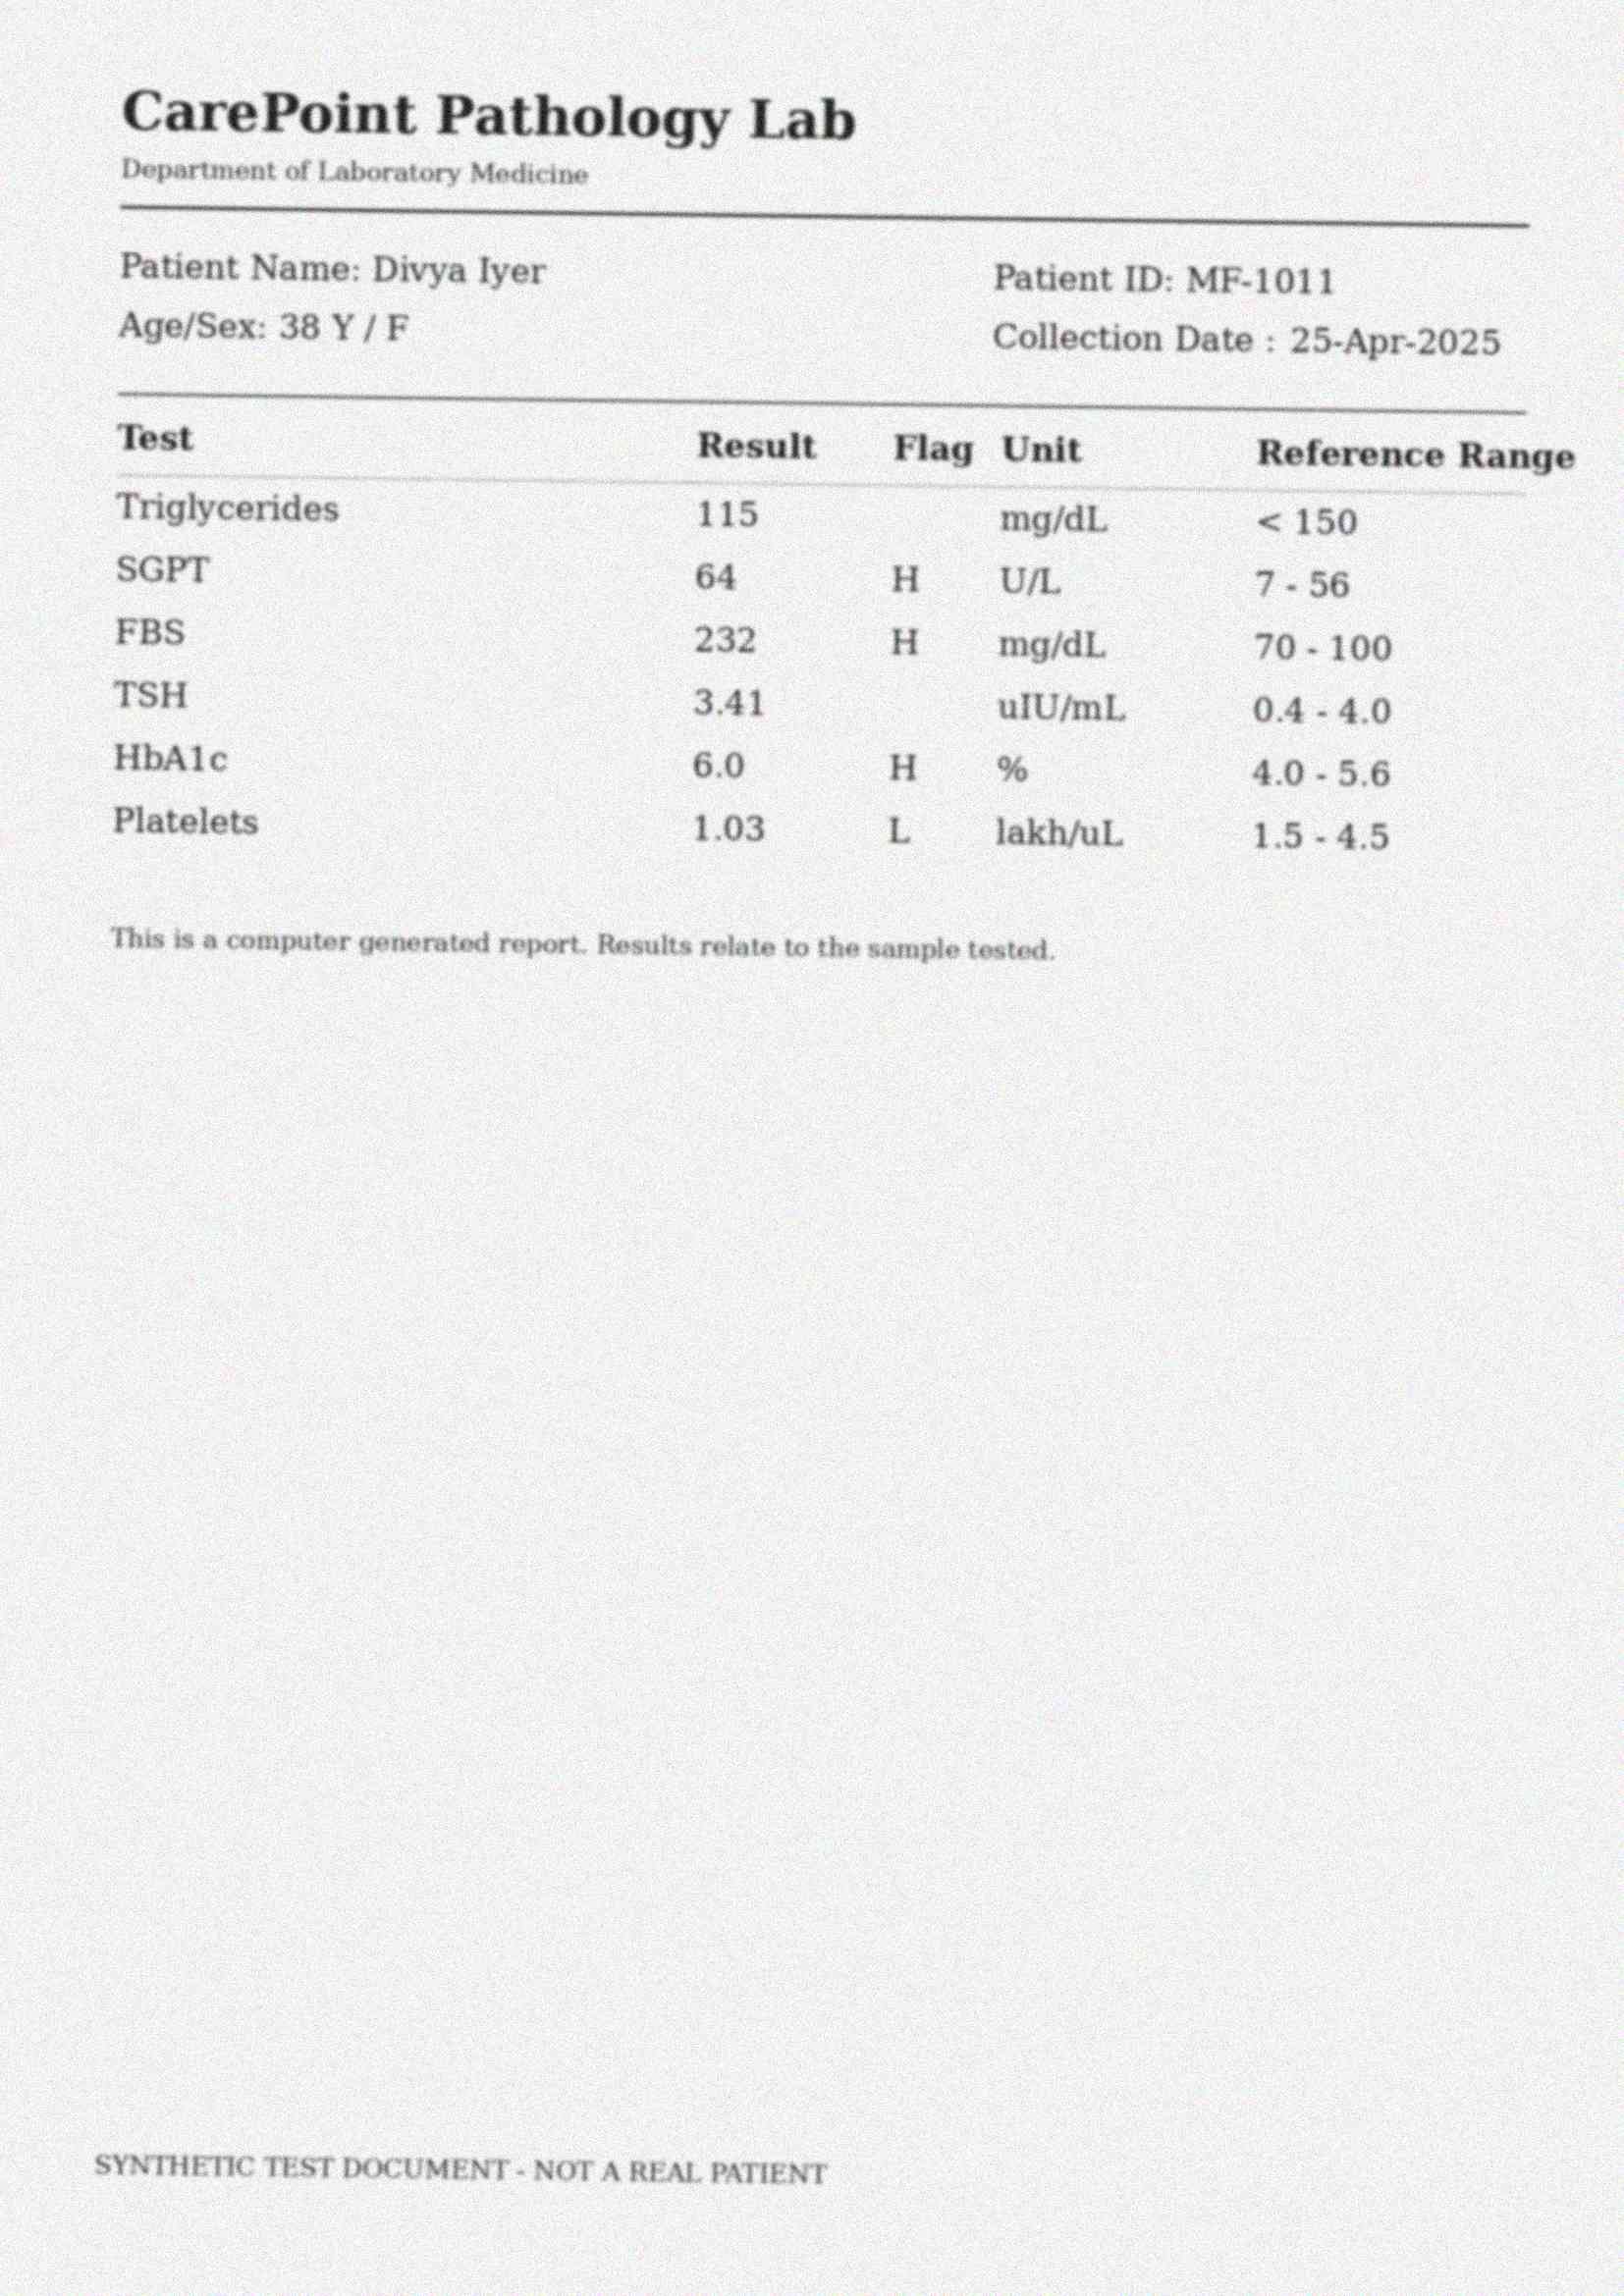 CarePoint Pathology Lab
Department of Laboratory Medicine
Patient Name: Divya Iyer Patient ID: MF-1011
Age/Sex: 38 Y / F Collection Date : 25-Apr-2025
Test Result Flag Unit Reference Range
Triglycerides 115 mg/dL < 150
SGPT 64 H U/L 7 - 56
FBS 232 H mg/dL 70 - 100
TSH 3.41 uIU/mL 0.4 - 4.0
HbA1c 6.0 H % 4.0 - 5.6
Platelets 1.03 L lakh/uL 1.5 - 4.5
This is a computer generated report. Results relate to the sample tested.
SYNTHETIC TEST DOCUMENT - NOT A REAL PATIENT